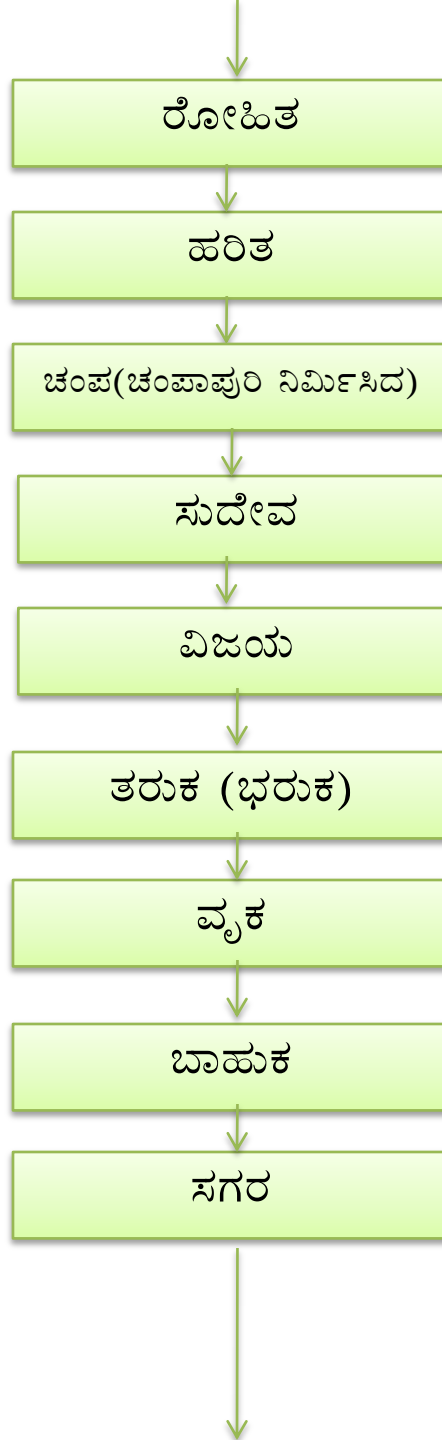 ರೋಹಿತ
ಹರಿತ
ಚಂಪ(ಚಂಪಾಪುರಿ ನಿರ್ಮಿಸಿದ)
ಸುದೇವ
ವಿಜಯ
ತರುಕ (ಭರುಕ)
ವೃಕ
ಬಾಹುಕ
ಸಗರ